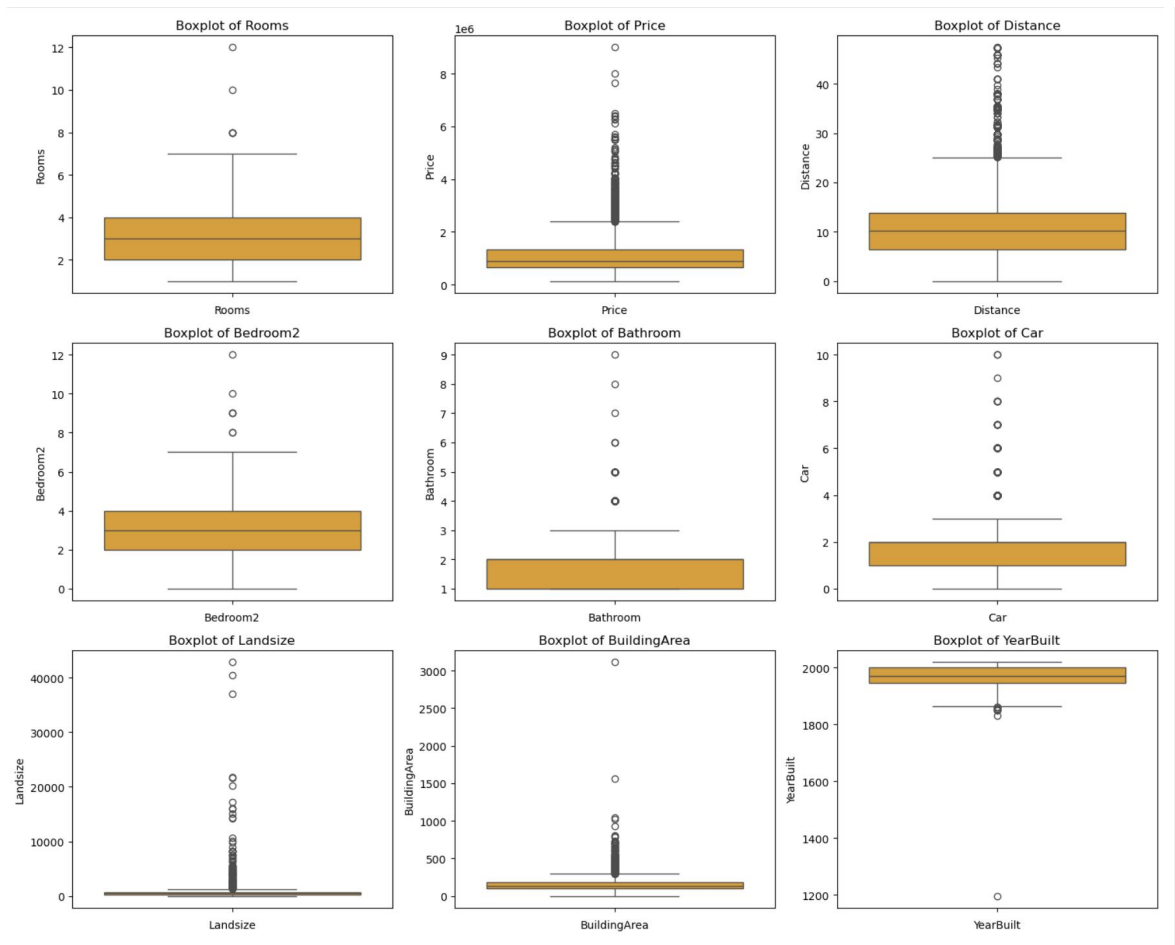 Boxplot of Rooms
12
10
8
6
4
2
Rooms
Rooms
Boxplot of Price
1e6
8
6
4
2
0
Price
Price
Boxplot of Distance
40
30
20
10
0
Distance
Distance
Boxplot of Bedroom2
12
10
8
6
4
2
0
Bedroom2
Bedroom2
Boxplot of Bathroom
9
8
7
6
5
4
3
2
1
Bathroom
Bathroom
Boxplot of Car
10
8
6
4
2
0
Car
Car
Boxplot of Landsize
40000
30000
20000
10000
0
Landsize
Landsize
Boxplot of BuildingArea
3000
2500
2000
1500
1000
500
0
BuildingArea
BuildingArea
Boxplot of YearBuilt
2000
1800
1600
1400
1200
YearBuilt
YearBuilt